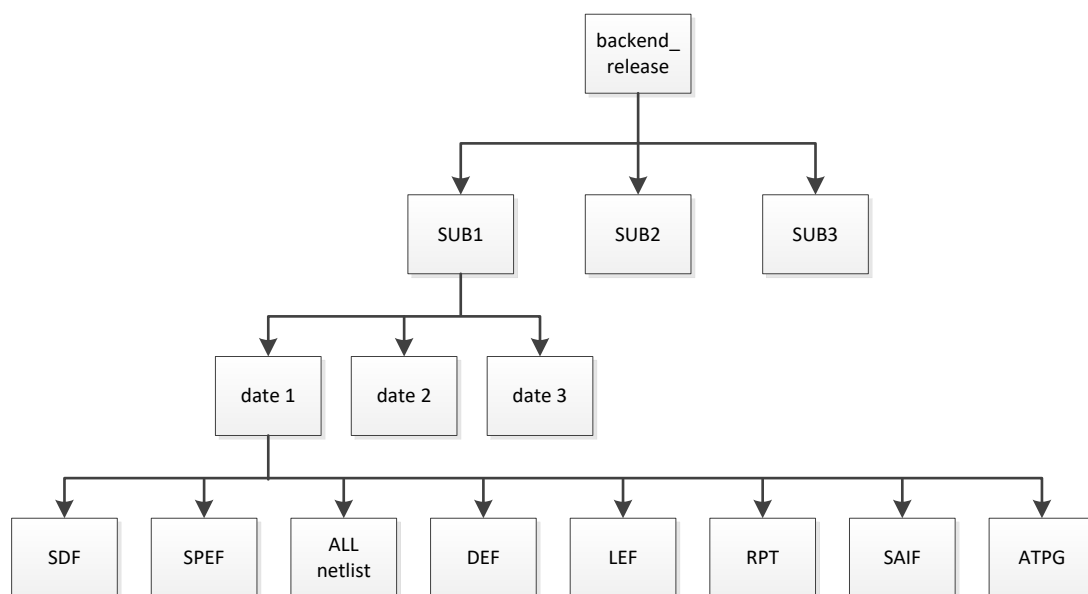 backend_
release
SUB1
SUB2
SUB3
date 1
date 2
date 3
SDF
SPEF
ALL
netlist
DEF
LEF
RPT
SAIF
ATPG